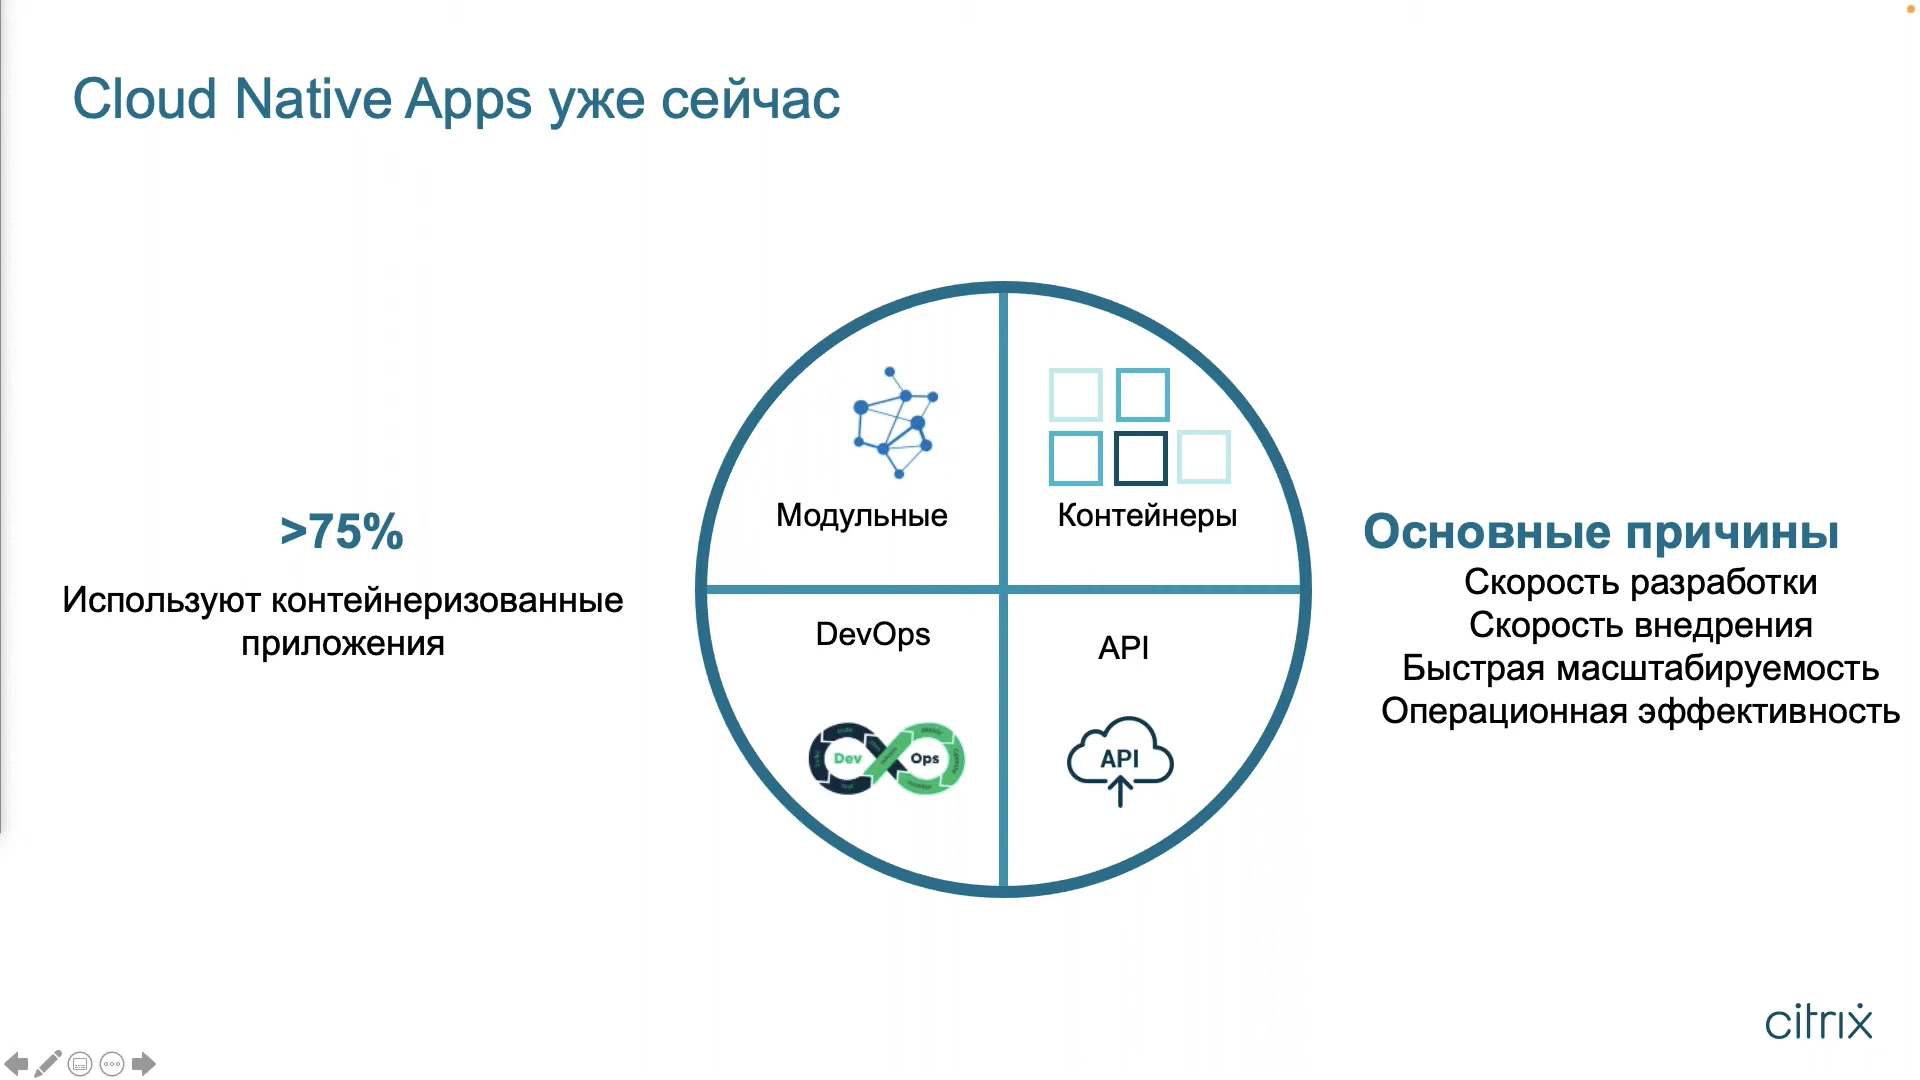 Cloud Native Apps уже сейчас
>75%
Используют контейнеризованные
приложения
Модульные
Контейнеры
DevOps
API
Dev
Ops
API
Основные причины
Скорость разработки
Скорость внедрения
Быстрая масштабируемость
Операционная эффективность
citrix